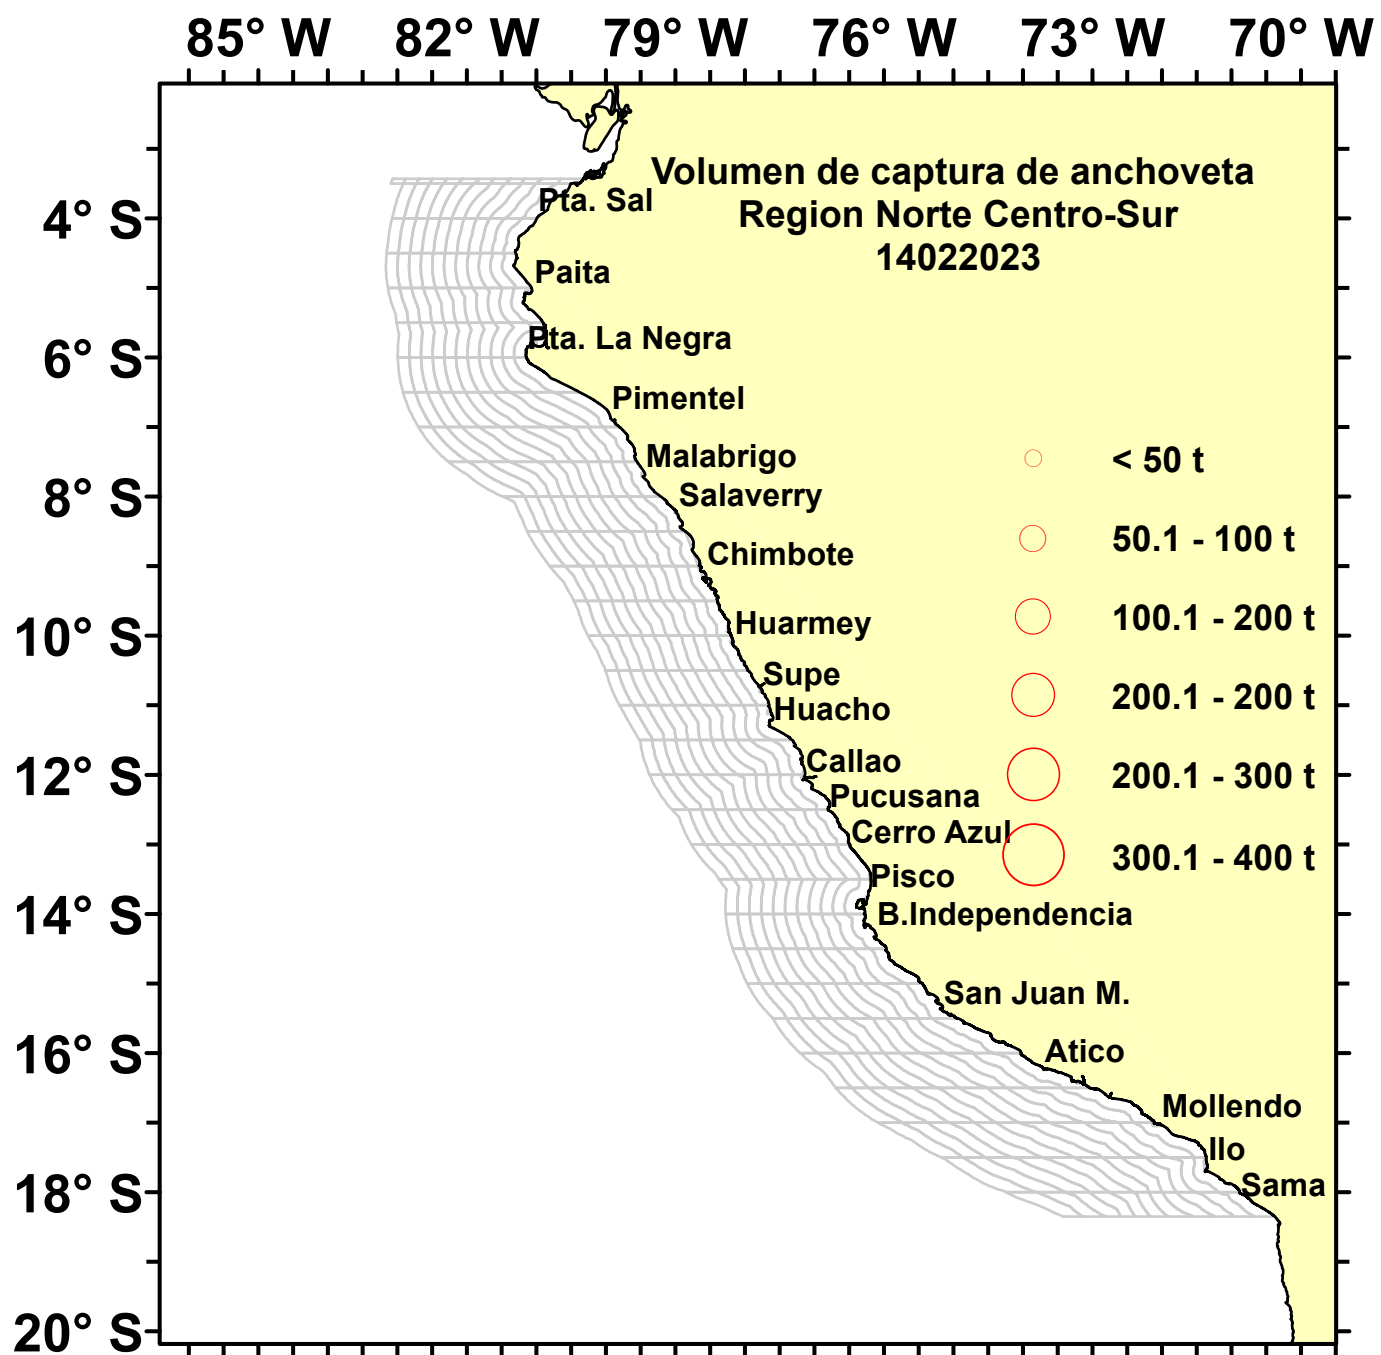 85° W 82° W 79° W 76° W 73° W 70° W
Volumen de captura de anchoveta
Region Norte Centro-Sur
14022023
4° S
6° S
8° S
10° S
12° S
14° S
16° S
18° S
20° S
Pta. Sal
Paita
Pta. La Negra
Pimentel
Malabrigo
Salaverry
Chimbote
Huarmey
Supe
Huacho
Callao
Pucusana
Cerro Azul
Pisco
B.Independencia
San Juan M.
Atico
Mollendo
Ilo
Sama
< 50 t
50.1 - 100 t
100.1 - 200 t
200.1 - 200 t
200.1 - 300 t
300.1 - 400 t